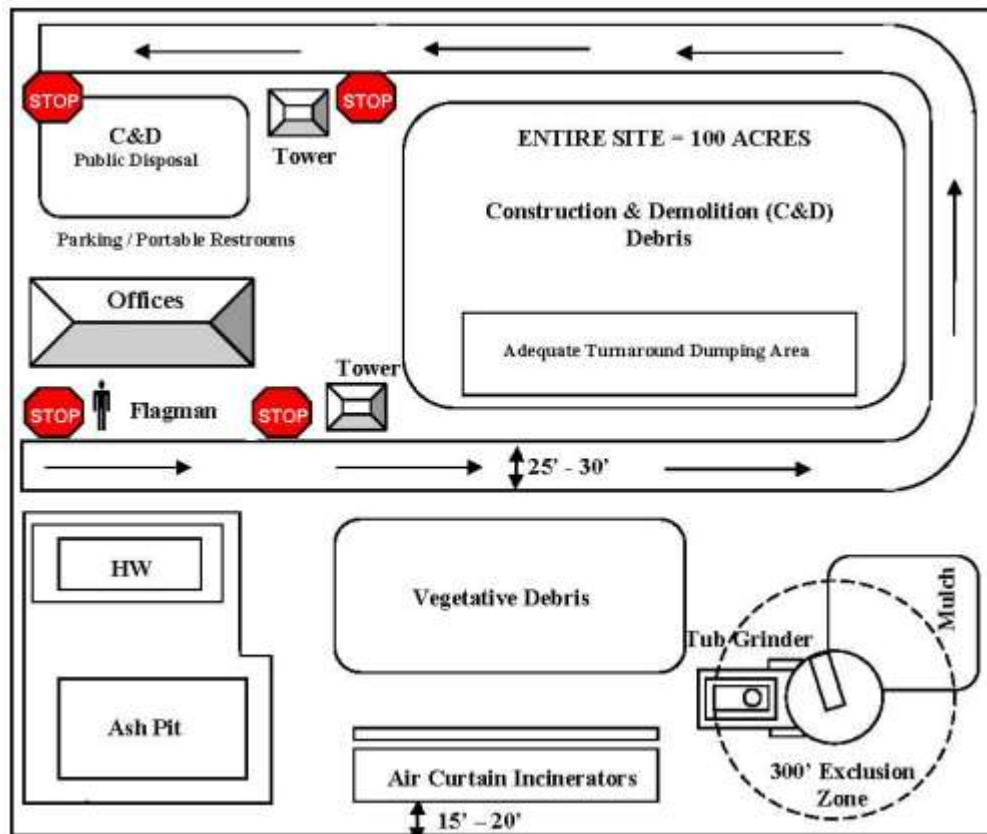 STOP
STOP
C&D
Public Disposal
Tower
ENTIRE SITE = 100 ACRES
Construction & Demolition (C&D)
Debris
Parking / Portable Restrooms
Offices
Adequate Turnaround Dumping Area
Tower
STOP
Flagman
STOP
25' - 30'
HW
Vegetative Debris
Mulch
Tub Grinder
Ash Pit
Air Curtain Incinerators
300' Exclusion
Zone
15' – 20'